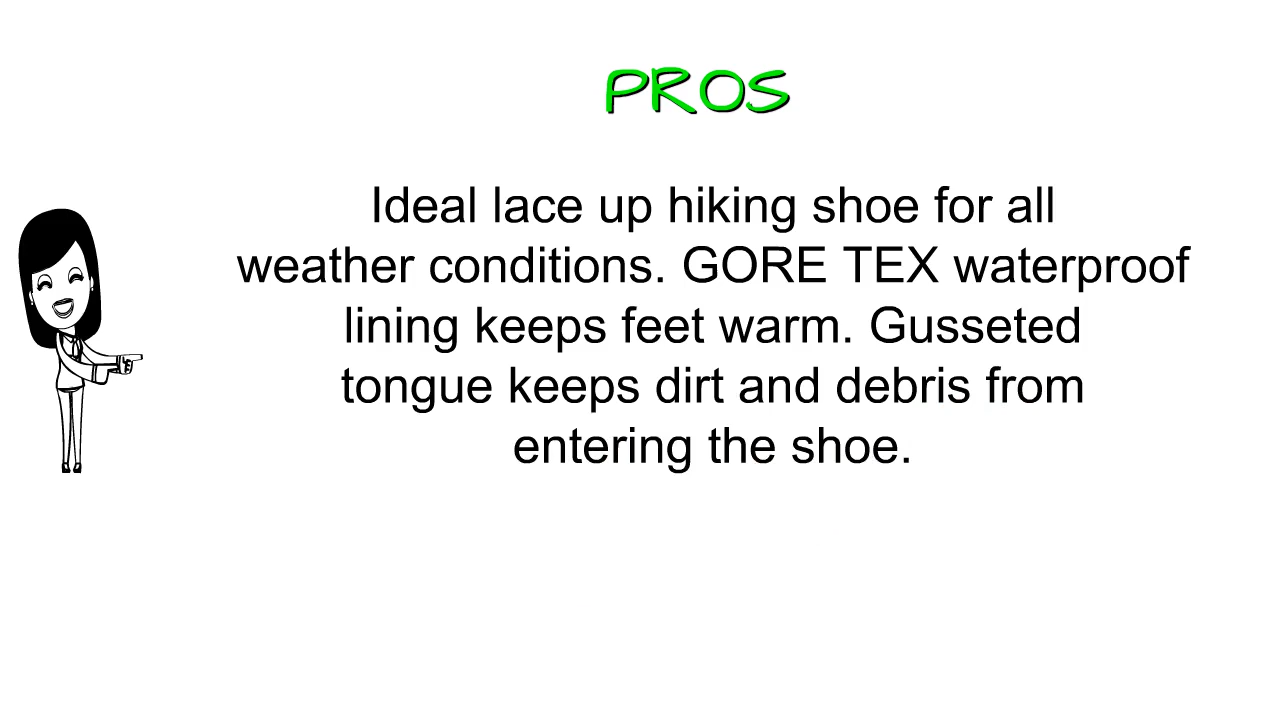 PROS
Ideal lace up hiking shoe for all
weather conditions. GORE TEX waterproof
lining keeps feet warm. Gusseted
tongue keeps dirt and debris from
entering the shoe.